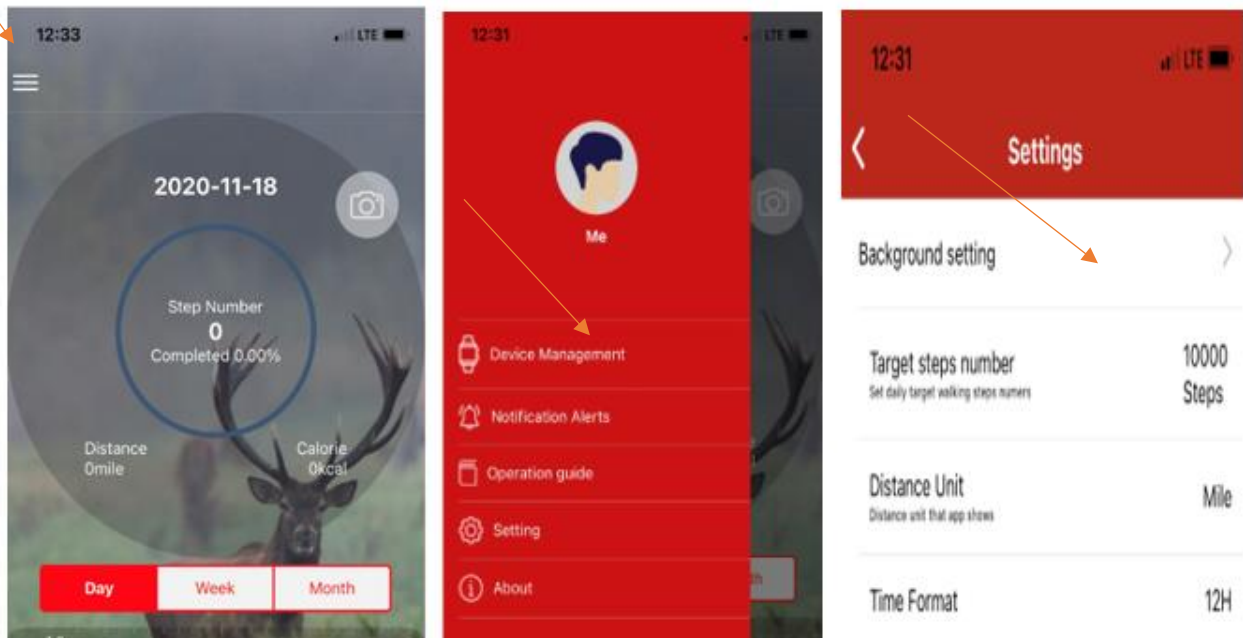 12:33
LTE
2020-11-18
Step Number
0
Completed 0.00%
Distance
0mile
Calorie
0kcal
Day
Week
Month
12:31
LTE
Me
Device Management
Notification Alerts
Operation guide
Setting
About
12:31
LTE
Settings
Background setting
Target steps number
Set daily target walking steps numers
10000
Steps
Distance Unit
Distance unit that app shows
Mile
Time Format
12H